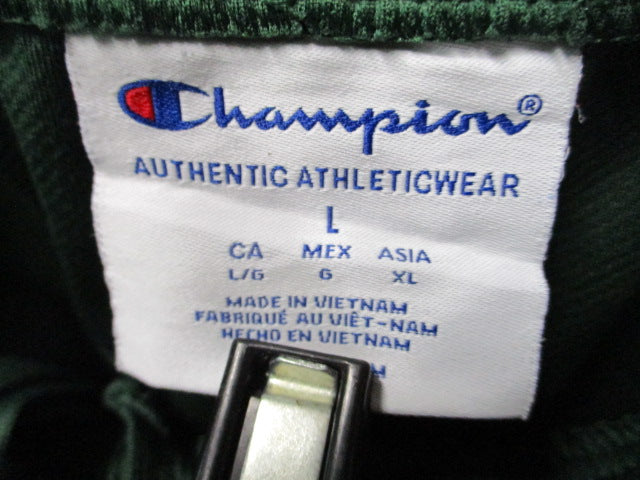 Champion®
AUTHENTIC ATHLETICWEAR
L
CA MEX ASIA
L/G G XL
MADE IN VIETNAM
FABRIQUÉ AU VIÊT-NAM
HECHO EN VIETNAM